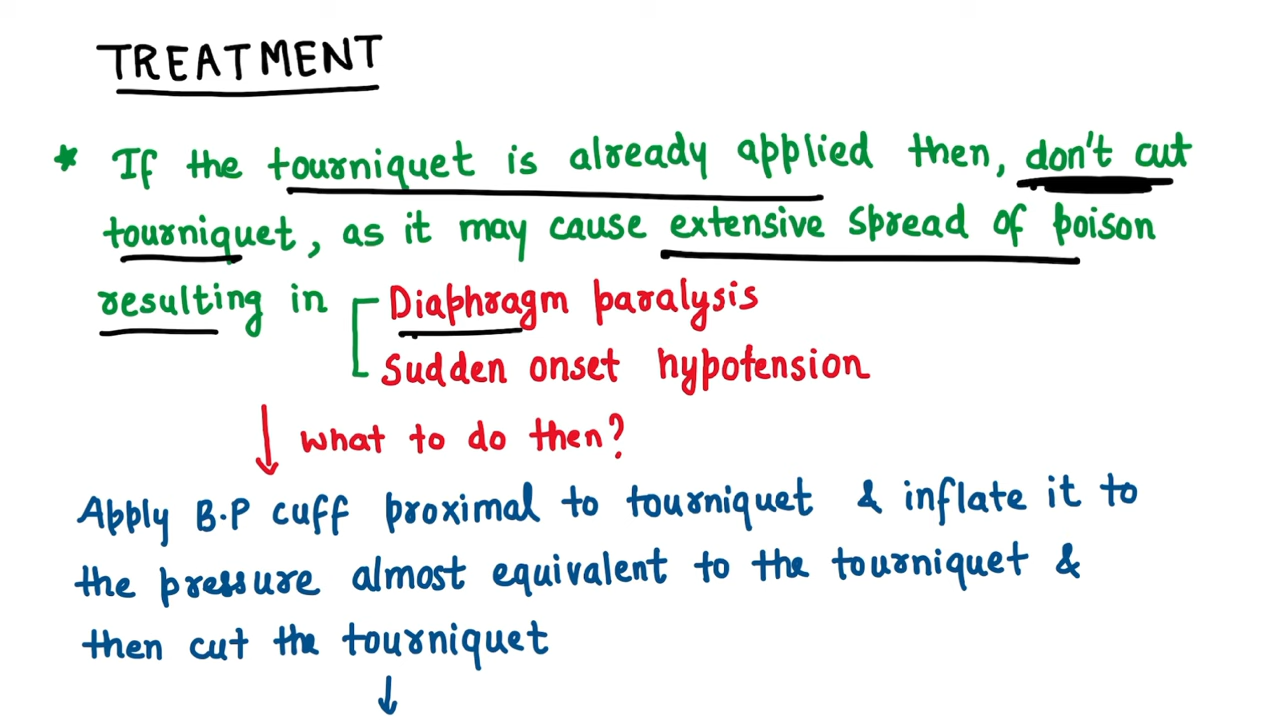 TREATMENT
* If the tourniquet is already applied then, don't cut
tourniquet, as it may cause extensive spread of poison
resulting in Diaphragm paralysis
Sudden onset hypotension
↓ what to do then?
Apply B.P cuff proximal to tourniquet & inflate it to
the pressure almost equivalent to the tourniquet &
then cut the tourniquet
↓